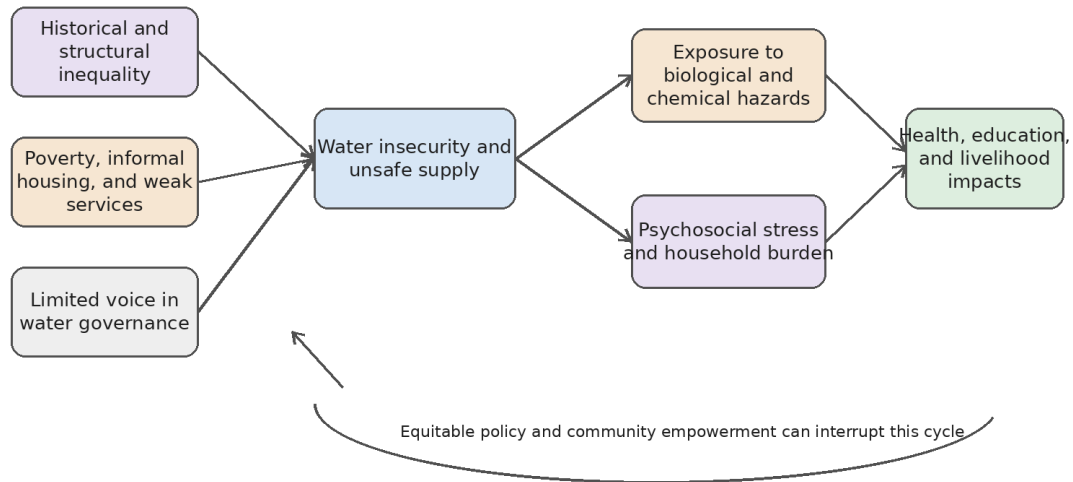 Historical and
structural
inequality
Poverty, informal
housing, and weak
services
Limited voice in
water governance
Water insecurity and
unsafe supply
Exposure to
biological and
chemical hazards
Psychosocial stress
and household burden
Health, education,
and livelihood
impacts
Equitable policy and community empowerment can interrupt this cycle